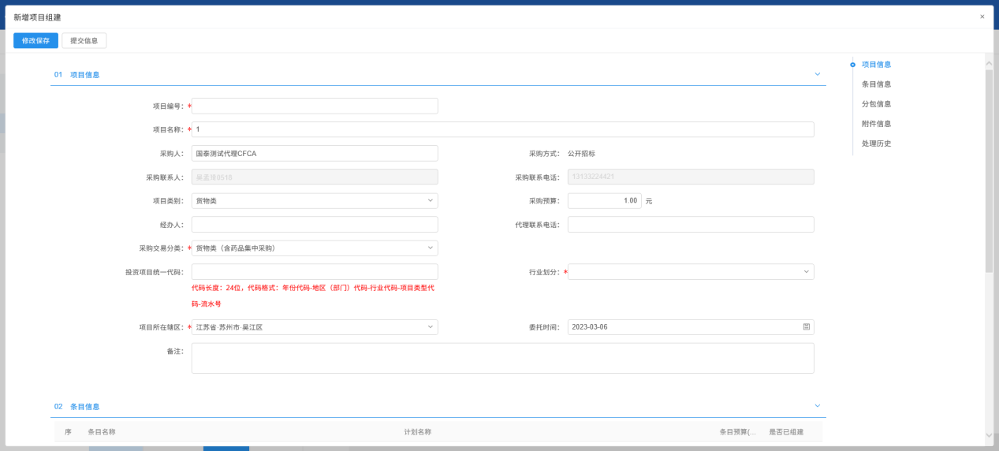 新增项目组建
×
修改保存
提交信息
01 项目信息
项目编号：*
项目名称：* 1
采购人： 国泰测试代理CFCA
采购方式： 公开招标
采购联系人：
采购联系电话： 13133224421
项目类别： 货物类
采购预算： 1.00 元
经办人：
代理联系电话：
采购交易分类：* 货物类（含药品集中采购）
投资项目统一代码：
行业划分：*
代码长度：24位，代码格式：年份代码-地区（部门）代码-行业代码-项目类型代
码-流水号
项目所在辖区：* 江苏省·苏州市·吴江区
委托时间： 2023-03-06
备注：
02 条目信息
序 条目名称 计划名称 条目预算(... 是否已组建
项目信息
条目信息
分包信息
附件信息
处理历史